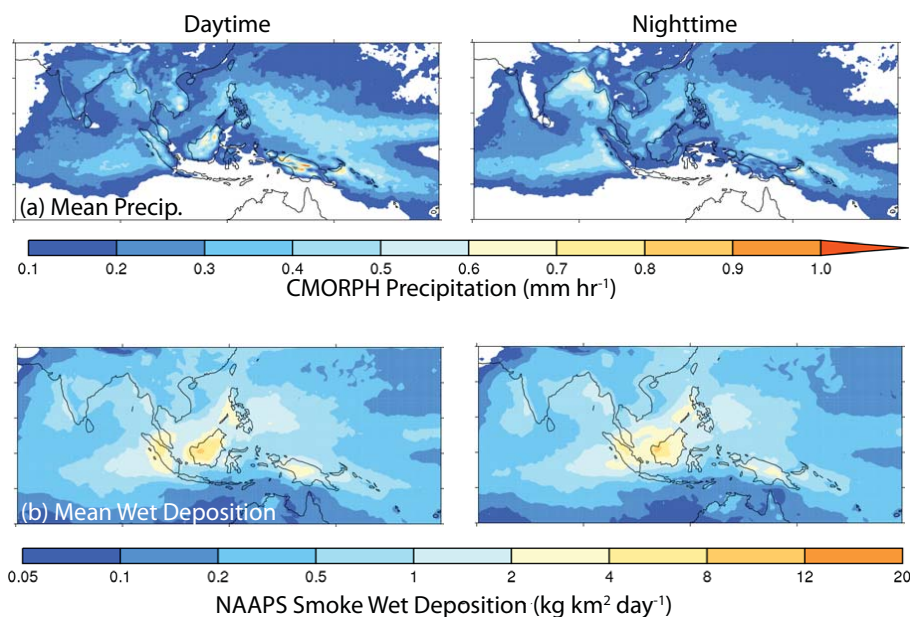 Daytime Nighttime
(a) Mean Precip.
0.1 0.2 0.3 0.4 0.5 0.6 0.7 0.8 0.9 1.0
CMORPH Precipitation (mm hr⁻¹)
(b) Mean Wet Deposition
0.05 0.1 0.2 0.5 1 2 4 8 12 20
NAAPS Smoke Wet Deposition (kg km² day⁻¹)